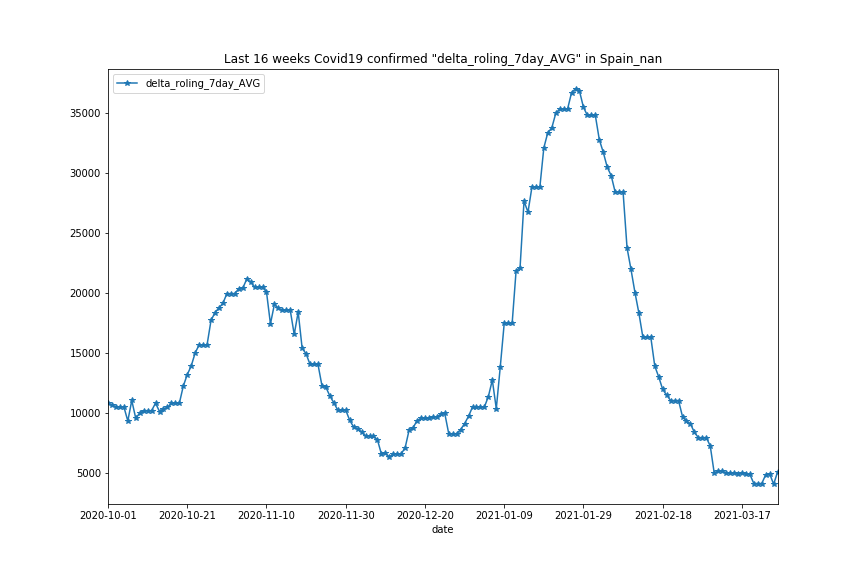 Last 16 weeks Covid19 confirmed "delta_roling_7day_AVG" in Spain_nan
delta_roling_7day_AVG
35000
30000
25000
20000
15000
10000
5000
2020-10-01 2020-10-21 2020-11-10 2020-11-30 2020-12-20 2021-01-09 2021-01-29 2021-02-18 2021-03-17
date